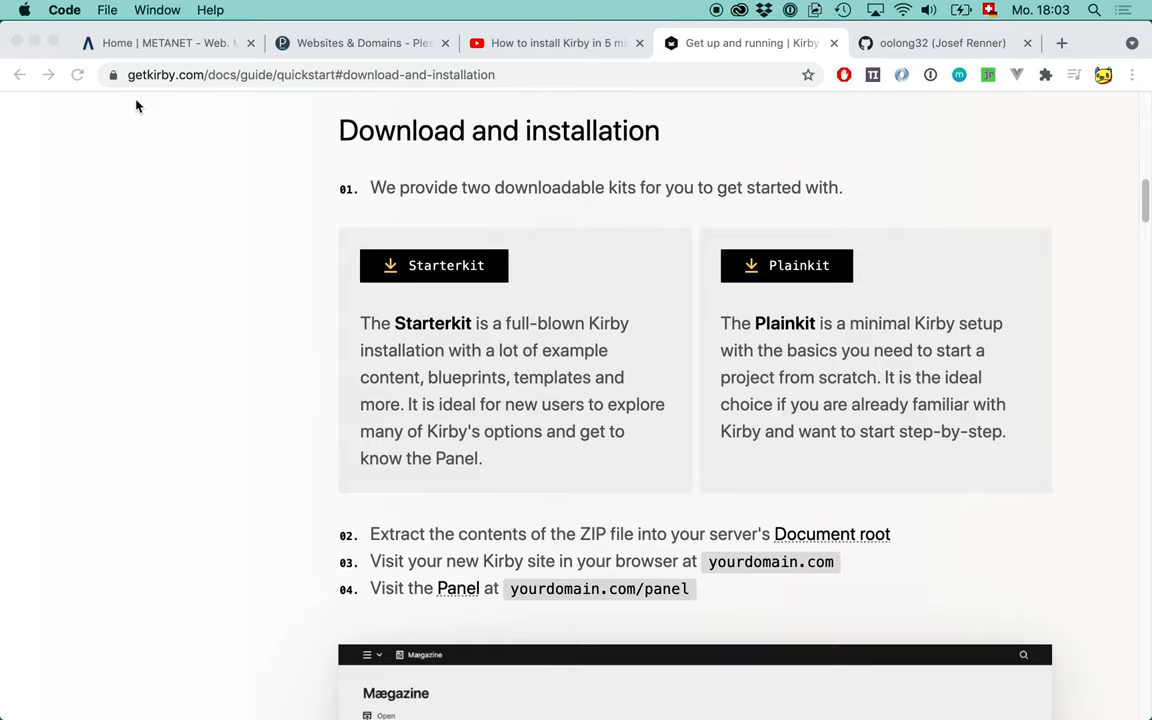 Code File Window Help Mo. 18:03
Home | METANET - Web. M
Websites & Domains - Ples
How to install Kirby in 5 mi
Get up and running | Kirby
oolong32 (Josef Renner)
getkirby.com/docs/guide/quickstart#download-and-installation
Download and installation
01. We provide two downloadable kits for you to get started with.
Starterkit
The Starterkit is a full-blown Kirby
installation with a lot of example
content, blueprints, templates and
more. It is ideal for new users to explore
many of Kirby's options and get to
know the Panel.
Plainkit
The Plainkit is a minimal Kirby setup
with the basics you need to start a
project from scratch. It is the ideal
choice if you are already familiar with
Kirby and want to start step-by-step.
02. Extract the contents of the ZIP file into your server's Document root
03. Visit your new Kirby site in your browser at yourdomain.com
04. Visit the Panel at yourdomain.com/panel
Mægazine
Mægazine
Open